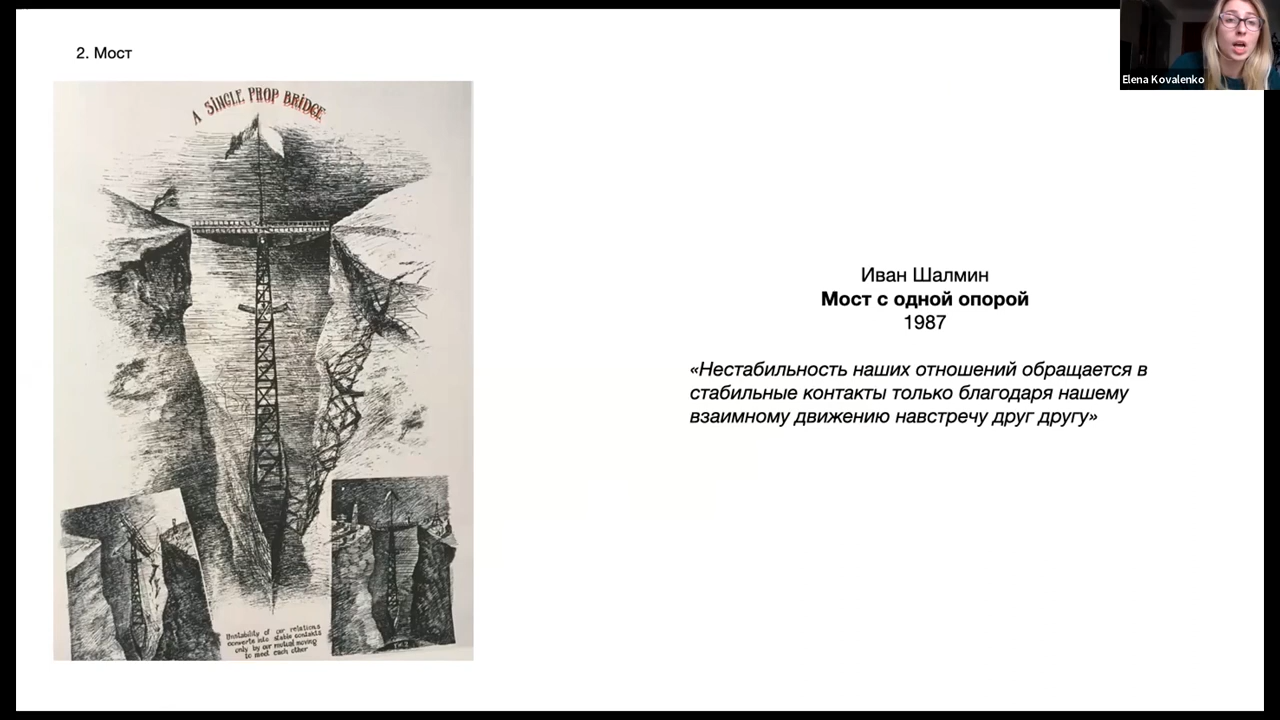 2. Мост
Elena Kovalenko
A SINGLE PROP BRIDGE
Иван Шалмин
Мост с одной опорой
1987
«Нестабильность наших отношений обращается в
стабильные контакты только благодаря нашему
взаимному движению навстречу друг другу»
Unstability of our relations
converts into stable contacts
only by our mutual moving
to meet each other